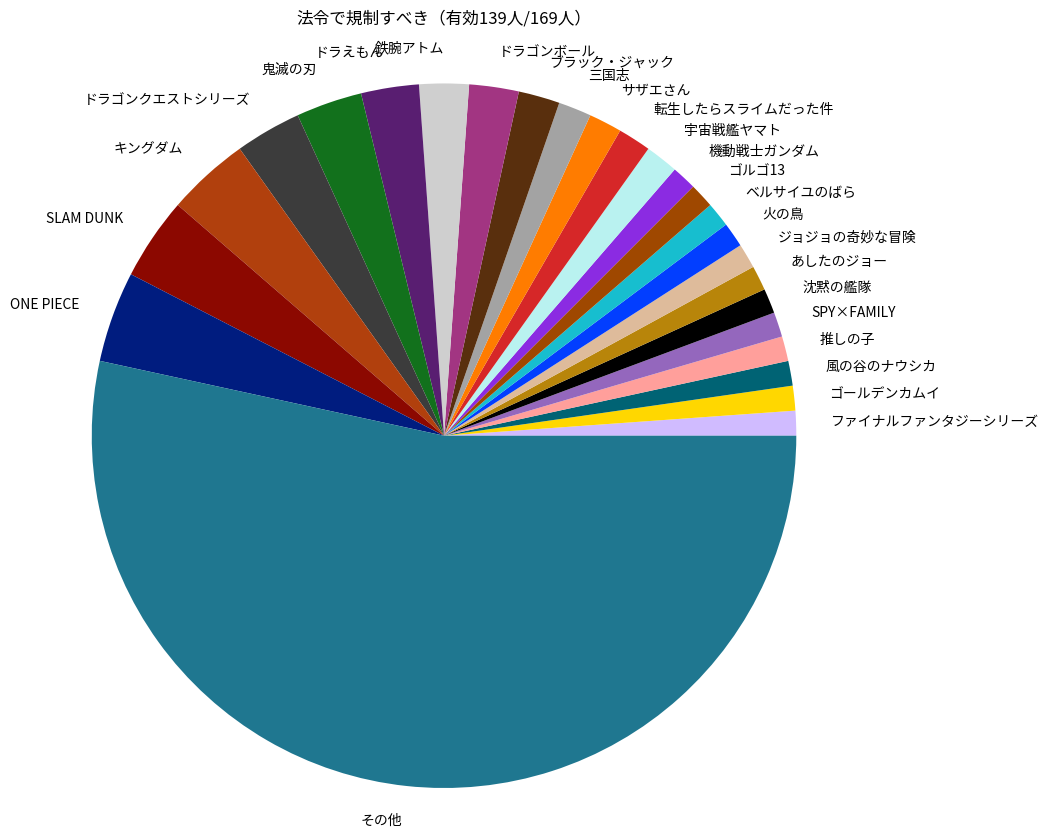 法令で規制すべき（有効139人/169人）
鉄腕アトム
ドラえもん
鬼滅の刃
ドラゴンクエストシリーズ
キングダム
SLAM DUNK
ONE PIECE
ドラゴンボール
ブラック・ジャック
三国志
サザエさん
転生したらスライムだった件
宇宙戦艦ヤマト
機動戦士ガンダム
ゴルゴ13
ベルサイユのばら
火の鳥
ジョジョの奇妙な冒険
あしたのジョー
沈黙の艦隊
SPY×FAMILY
推しの子
風の谷のナウシカ
ゴールデンカムイ
ファイナルファンタジーシリーズ
その他